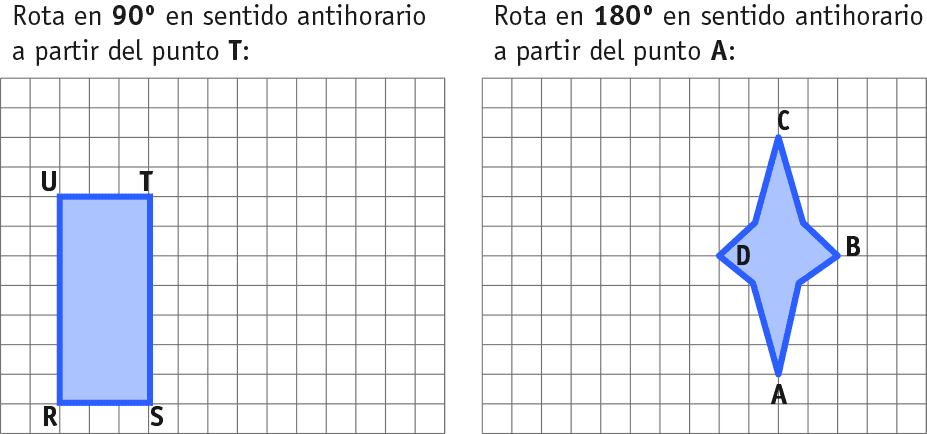 Rota en 90º en sentido antihorario
a partir del punto T:
U T
R S
Rota en 180º en sentido antihorario
a partir del punto A:
C
D B
A